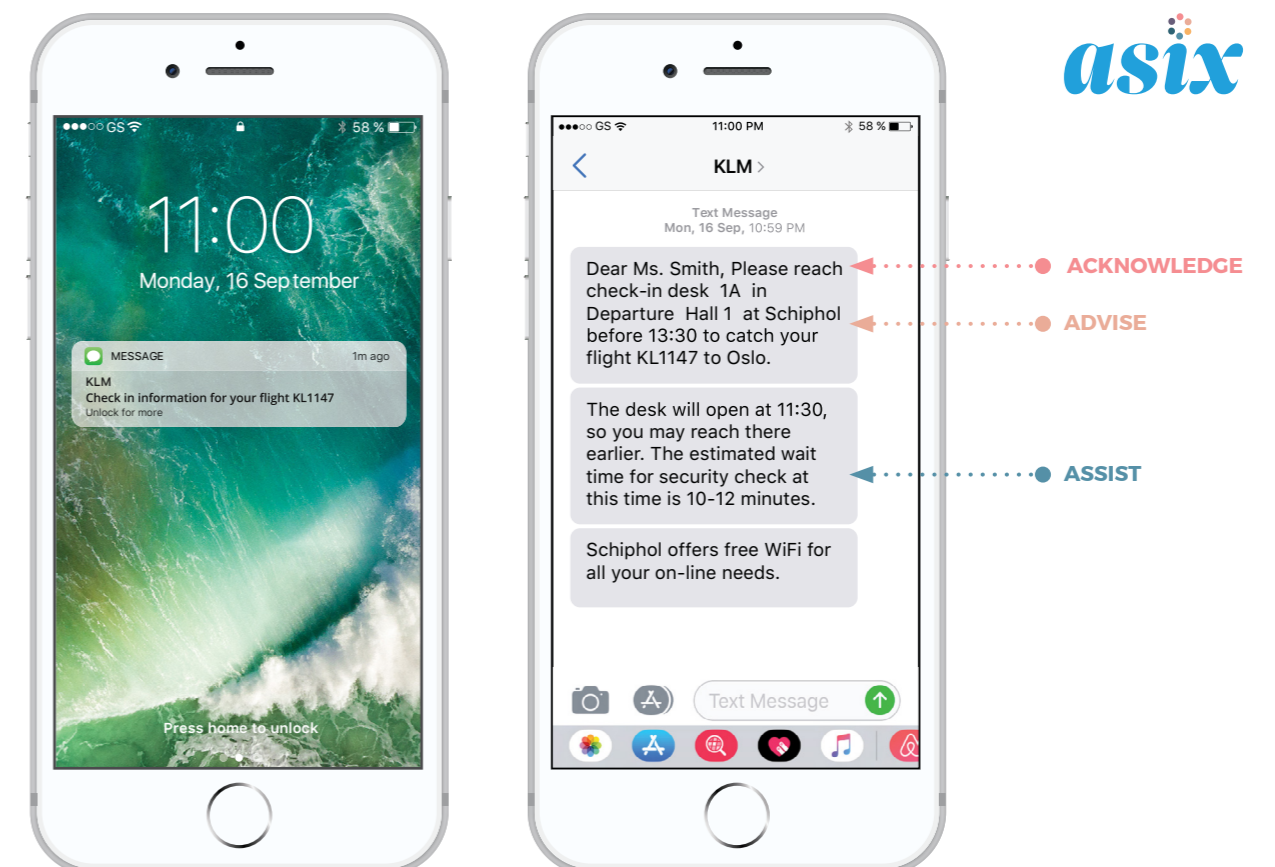 GS
58 %
11:00
Monday, 16 September
MESSAGE
1m ago
KLM
Check in information for your flight KL1147
Unlock for more
Press home to unlock
GS
11:00 PM
58 %
KLM
Text Message
Mon, 16 Sep, 10:59 PM
Dear Ms. Smith, Please reach
check-in desk 1A in
Departure Hall 1 at Schiphol
before 13:30 to catch your
flight KL1147 to Oslo.
The desk will open at 11:30,
so you may reach there
earlier. The estimated wait
time for security check at
this time is 10-12 minutes.
Schiphol offers free WiFi for
all your on-line needs.
Text Message
asix
ACKNOWLEDGE
ADVISE
ASSIST